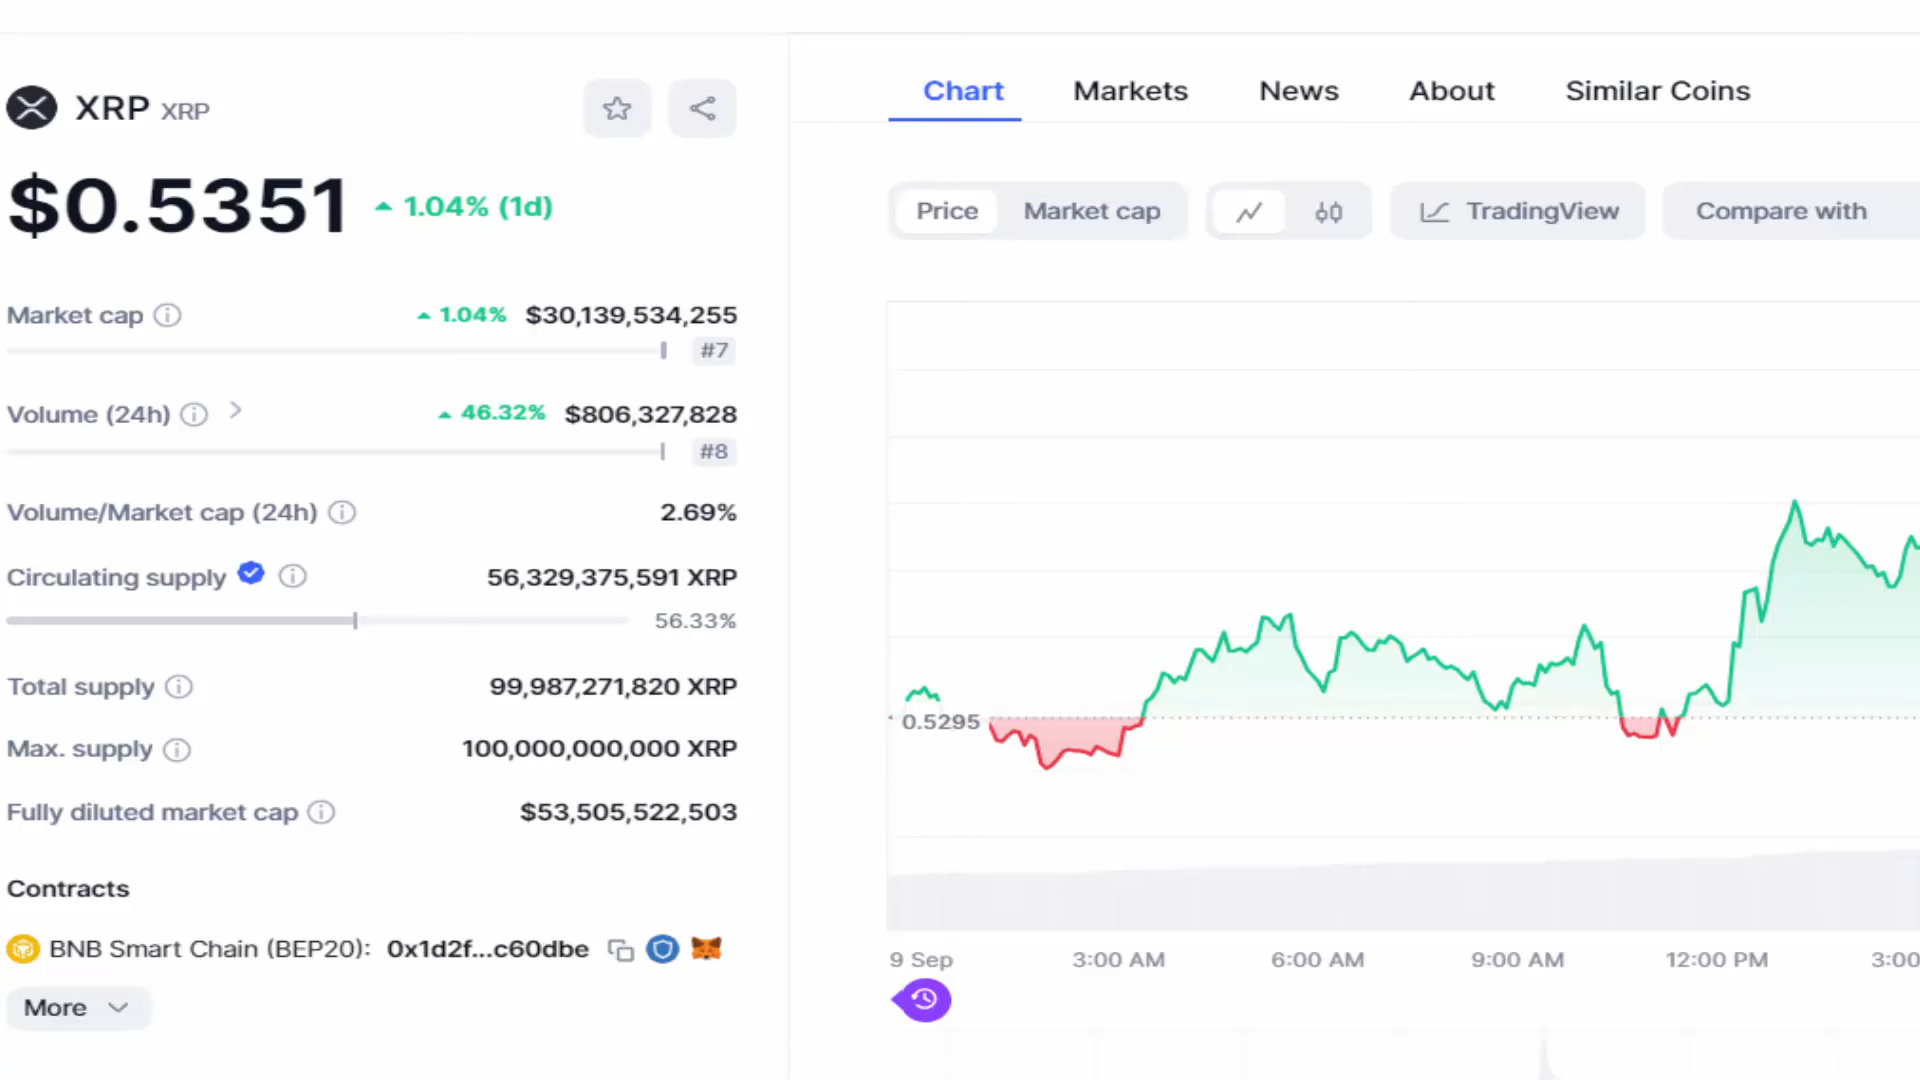 XRP XRP
$0.5351 1.04% (1d)
Market cap 1.04% $30,139,534,255
#7
Volume (24h) 46.32% $806,327,828
#8
Volume/Market cap (24h) 2.69%
Circulating supply 56,329,375,591 XRP
56.33%
Total supply 99,987,271,820 XRP
Max. supply 100,000,000,000 XRP
Fully diluted market cap $53,505,522,503
Contracts
BNB Smart Chain (BEP20): 0x1d2f...c60dbe
More
Chart Markets News About Similar Coins
Price Market cap TradingView Compare with
0.5295
9 Sep 3:00 AM 6:00 AM 9:00 AM 12:00 PM 3:00